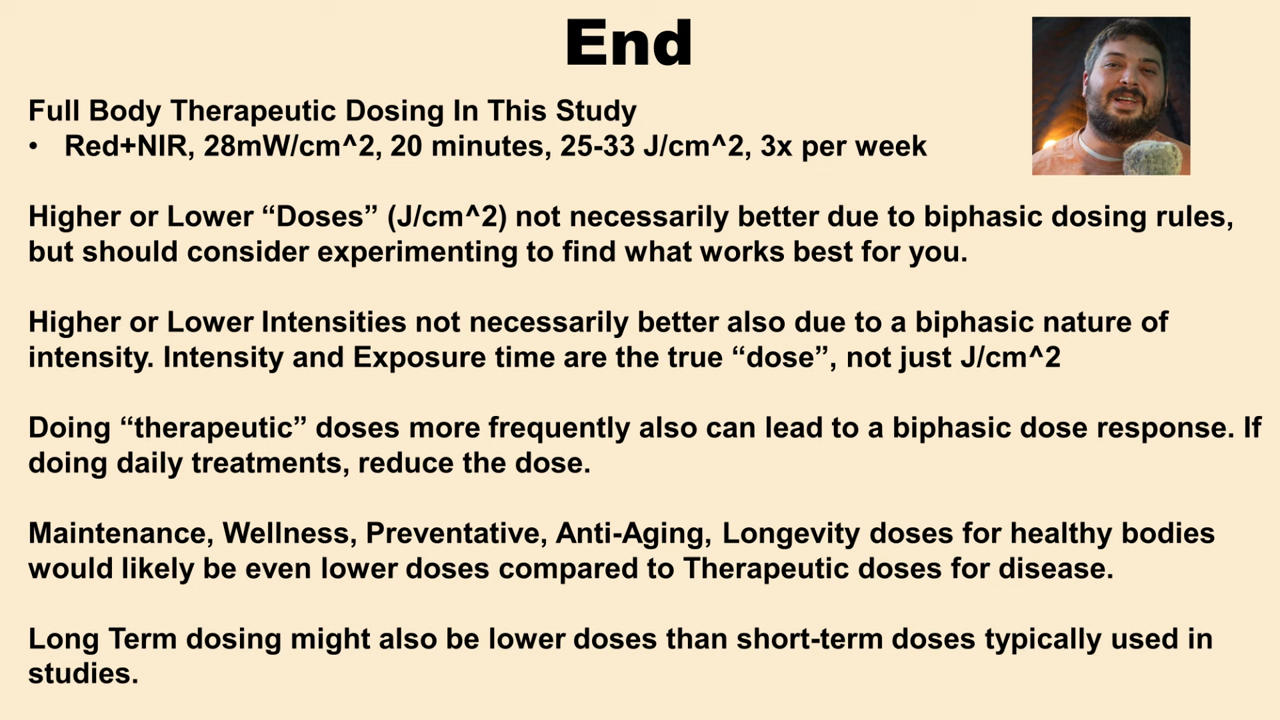 End
Full Body Therapeutic Dosing In This Study
• Red+NIR, 28mW/cm^2, 20 minutes, 25-33 J/cm^2, 3x per week
Higher or Lower “Doses” (J/cm^2) not necessarily better due to biphasic dosing rules,
but should consider experimenting to find what works best for you.
Higher or Lower Intensities not necessarily better also due to a biphasic nature of
intensity. Intensity and Exposure time are the true “dose”, not just J/cm^2
Doing “therapeutic” doses more frequently also can lead to a biphasic dose response. If
doing daily treatments, reduce the dose.
Maintenance, Wellness, Preventative, Anti-Aging, Longevity doses for healthy bodies
would likely be even lower doses compared to Therapeutic doses for disease.
Long Term dosing might also be lower doses than short-term doses typically used in
studies.